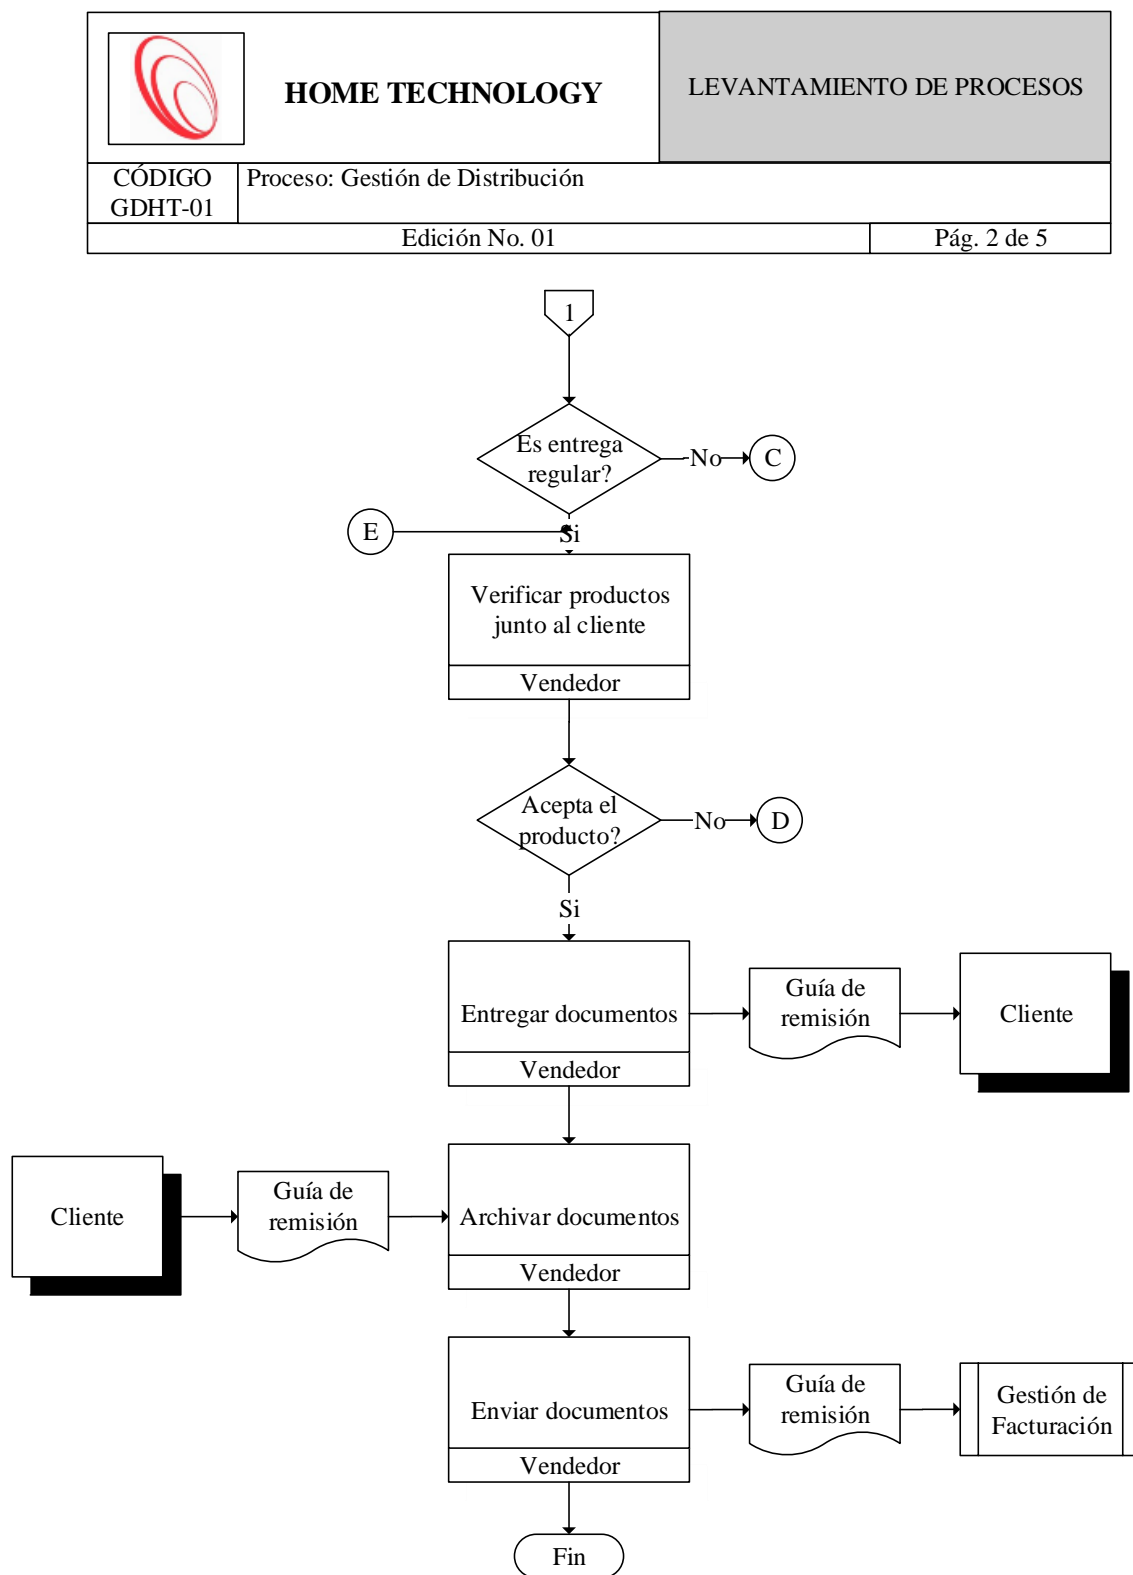 HOME TECHNOLOGY
LEVANTAMIENTO DE PROCESOS
CÓDIGO
GDHT-01
Proceso: Gestión de Distribución
Edición No. 01
Pág. 2 de 5
1
Es entrega
regular?
No
C
E
Si
Verificar productos
junto al cliente
Vendedor
Acepta el
producto?
No
D
Si
Entregar documentos
Vendedor
Guía de
remisión
Cliente
Cliente
Guía de
remisión
Archivar documentos
Vendedor
Enviar documentos
Vendedor
Guía de
remisión
Gestión de
Facturación
Fin